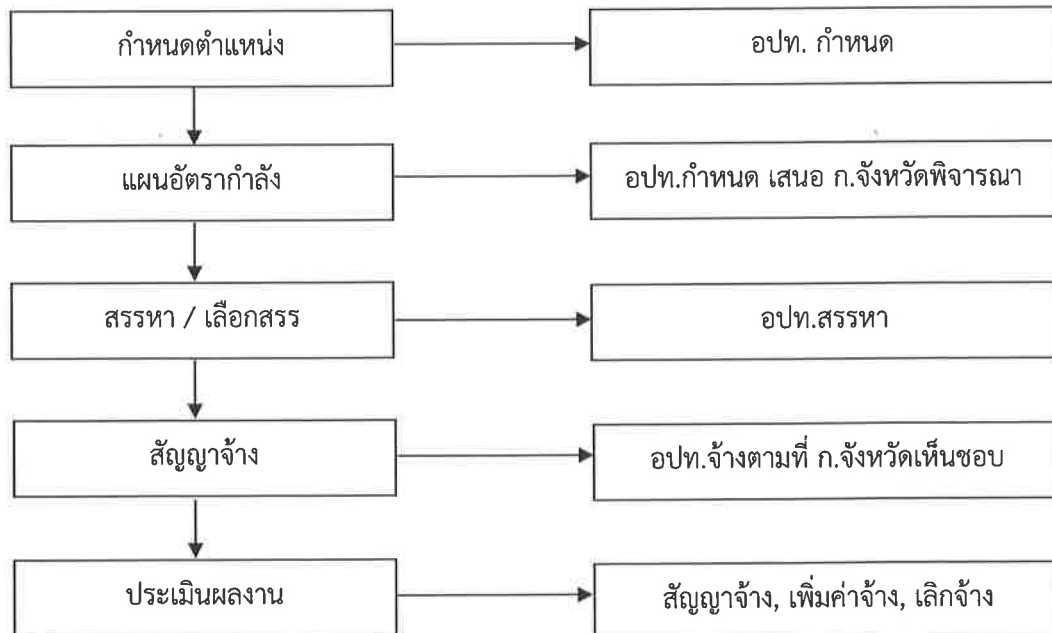 กำหนดตำแหน่ง
อปท. กำหนด
แผนอัตรากำลัง
อปท.กำหนด เสนอ ก.จังหวัดพิจารณา
สรรหา / เลือกสรร
อปท.สรรหา
สัญญาจ้าง
อปท.จ้างตามที่ ก.จังหวัดเห็นชอบ
ประเมินผลงาน
สัญญาจ้าง, เพิ่มค่าจ้าง, เลิกจ้าง